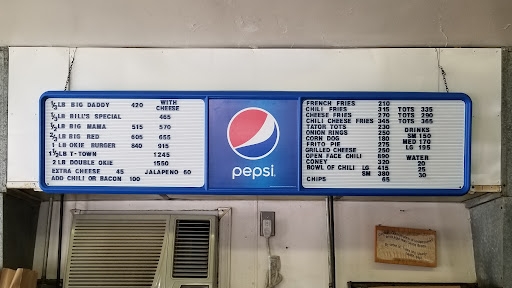 WITH
CHEESE
1/3 LB BIG DADDY 420
1/3 LB BILL'S SPECIAL 465
1/2 LB BIG MAMA 515 570
2/3 LB BIG RED 605 655
1 LB OKIE BURGER 840 915
1 1/2 LB T-TOWN 1245
2 LB DOUBLE OKIE 1550
EXTRA CHEESE 45 JALAPENO 60
ADD CHILI OR BACON 100
pepsi
FRENCH FRIES 210
CHILI FRIES 315 TOTS 335
CHEESE FRIES 270 TOTS 290
CHILI CHEESE FRIES 345 TOTS 365
TATOR TOTS 230
ONION RINGS 250
CORN DOG 180
FRITO PIE 275
GRILLED CHEESE 250
OPEN FACE CHILI 890
CONEY 320
BOWL OF CHILI LG 415
SM 380
CHIPS 65
DRINKS
SM 150
MED 170
LG 195
WATER
20
25
30